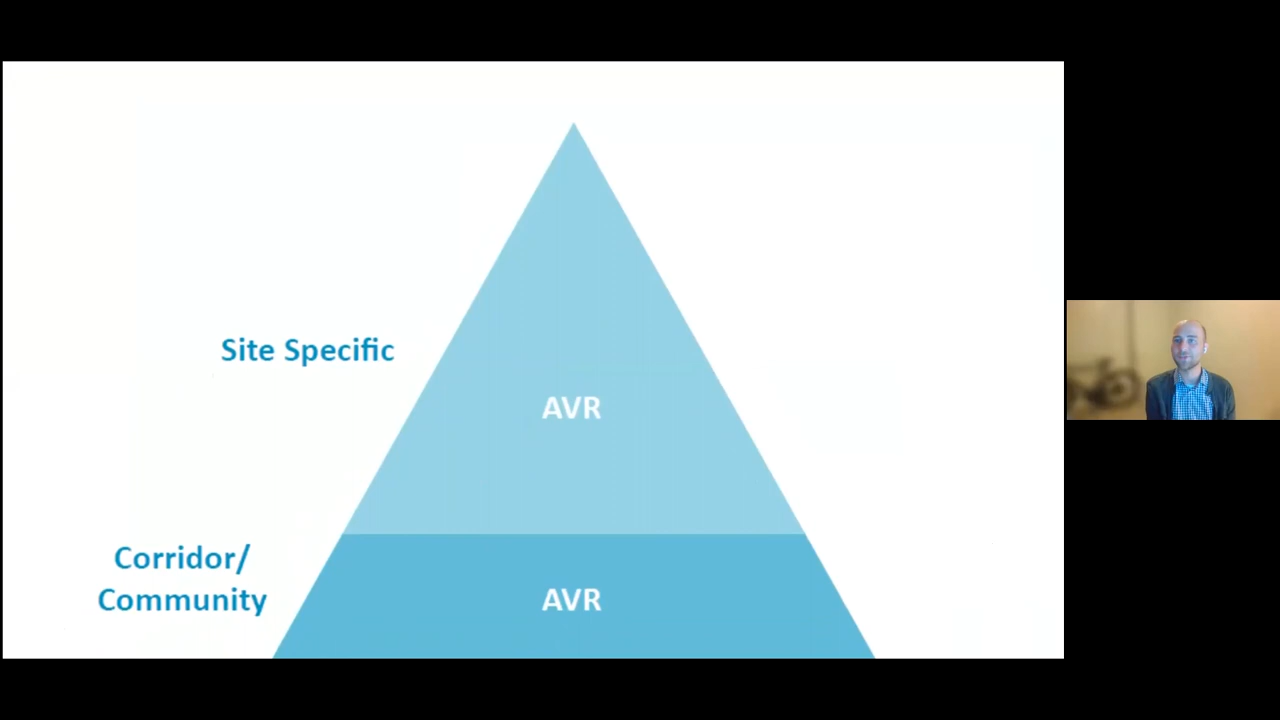 Site Specific
AVR
Corridor/
Community
AVR